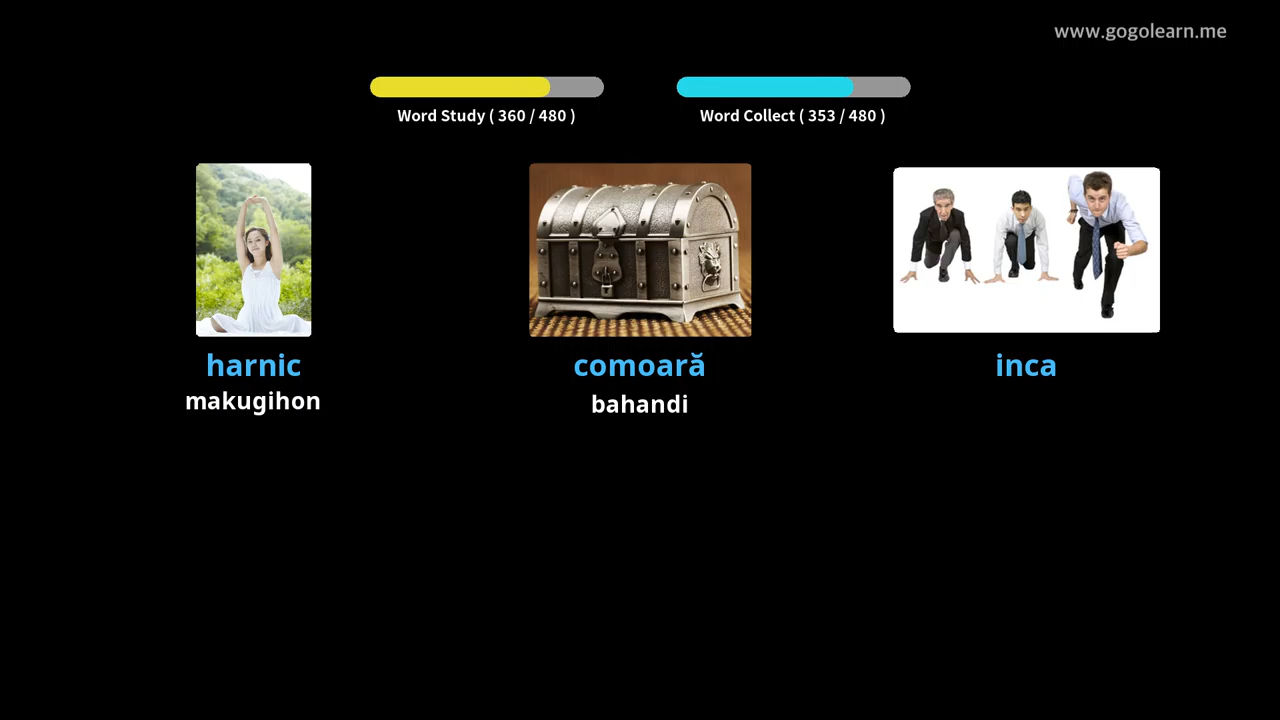 www.gogolearn.me
Word Study ( 360 / 480 )
Word Collect ( 353 / 480 )
harnic
comoară
inca
makugihon
bahandi